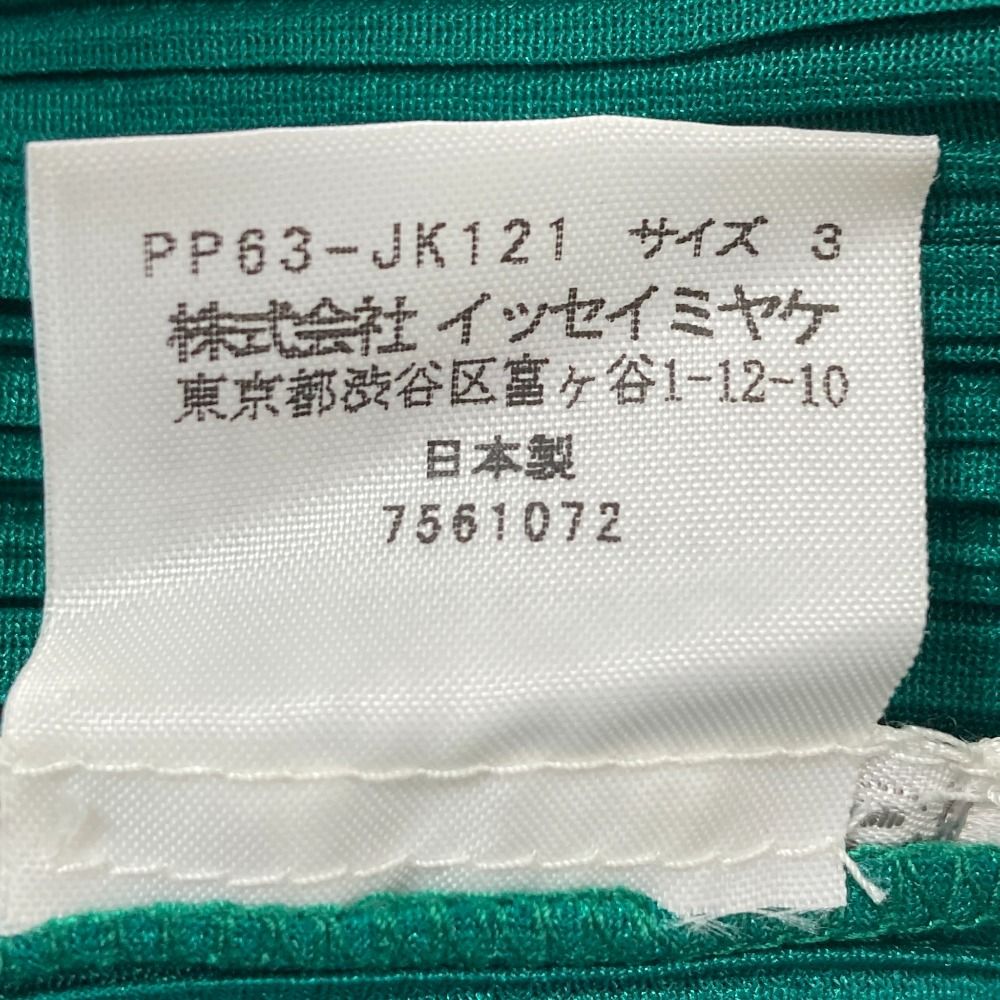 PP63-JK121 サイズ 3
株式会社 イッセイミヤケ
東京都渋谷区富ヶ谷1-12-10
日本製
7561072